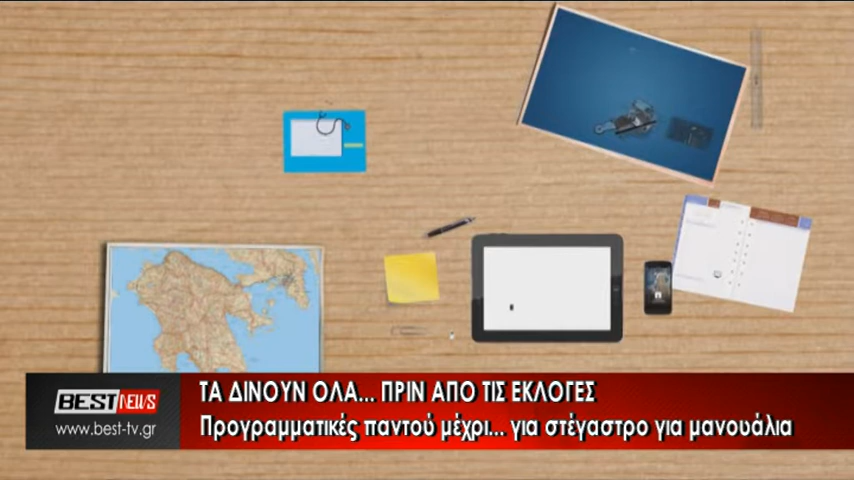 ΤΑ ΔΙΝΟΥΝ ΟΛΑ... ΠΡΙΝ ΑΠΟ ΤΙΣ ΕΚΛΟΓΕΣ
BEST NEWS
Προγραμματικές παντού μέχρι... για στέγαστρο για μανουάλια
www.best-tv.gr